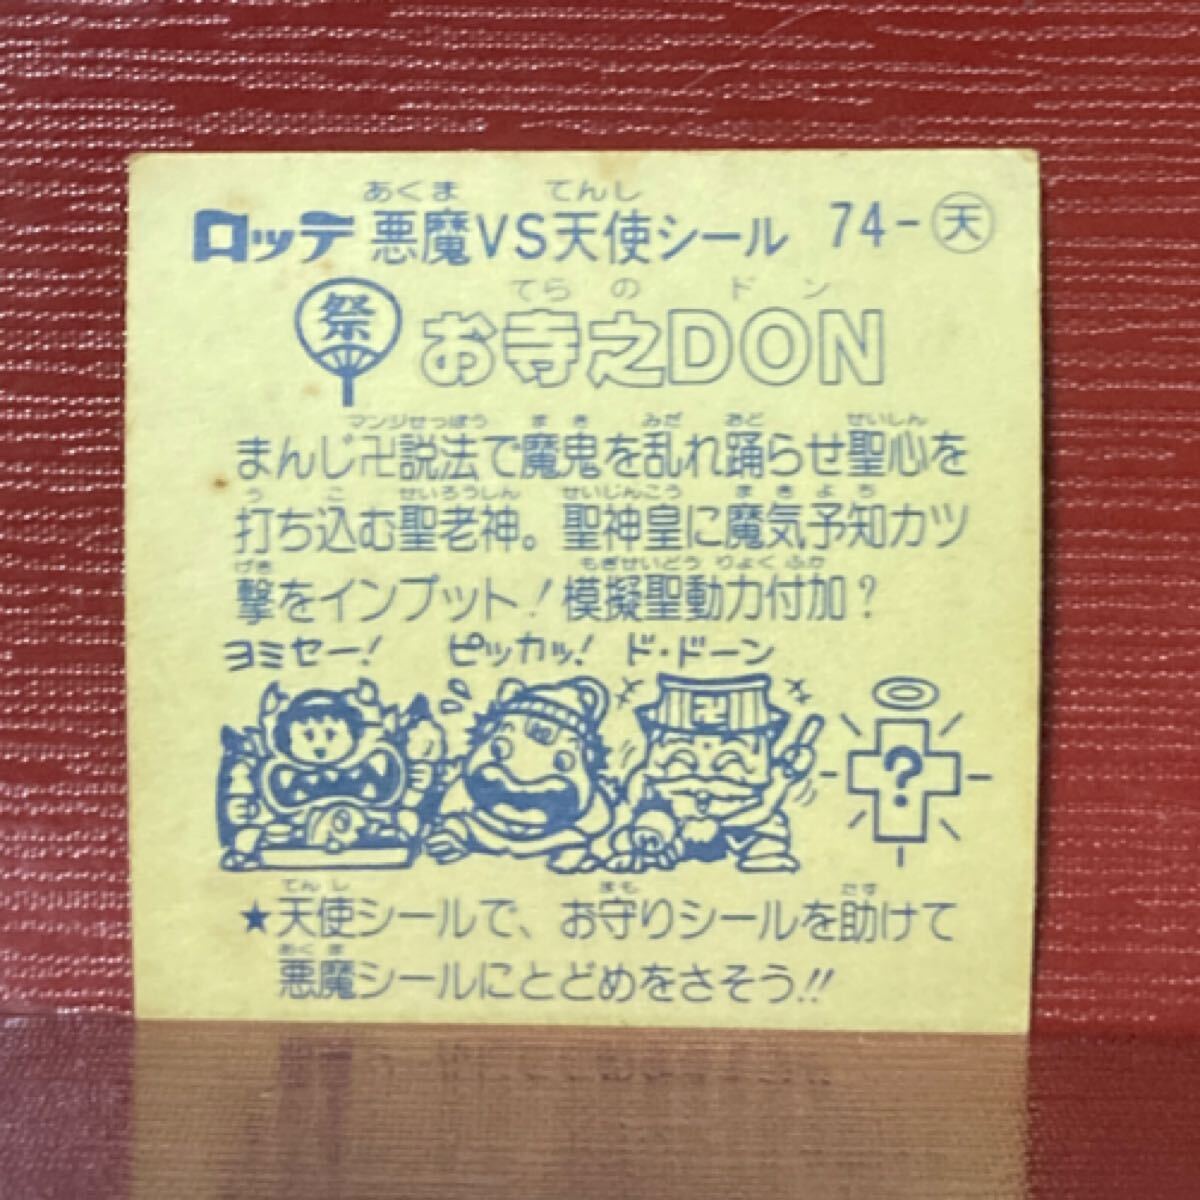 あくま てんし
ロッテ 悪魔VS天使シール 74-天
てらの ドン
祭 お寺之DON
マンジせっぽう まき みだ おど せいしん
まんじ卍説法で魔鬼を乱れ踊らせ聖心を
う こ せいろうしん せいじんこう まきよち
打ち込む聖老神。聖神皇に魔気予知カツ
げき もぎせいどうりょくふか
撃をインプット!模擬聖動力付加?
ヨミセー! ピッカッ! ド・ドーン
卍
?
てんし まも たす
★天使シールで、お守りシールを助けて
あくま
悪魔シールにとどめをさそう!!